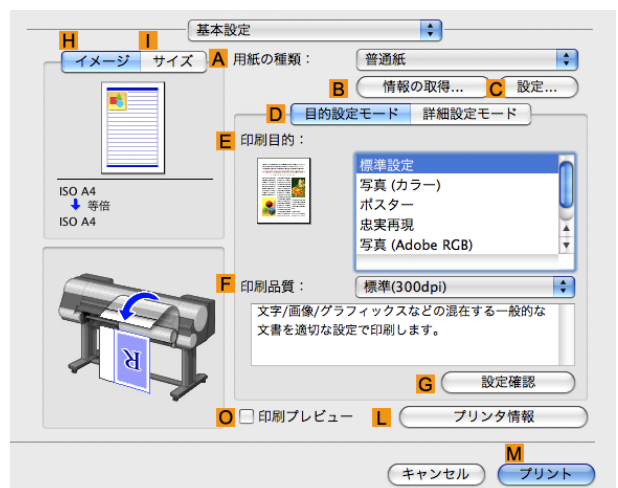 基本設定
H
I
イメージ
サイズ
A
用紙の種類：
普通紙
B
情報の取得...
C
設定...
D
目的設定モード
詳細設定モード
E
印刷目的：
標準設定
写真 (カラー)
ポスター
忠実再現
写真 (Adobe RGB)
ISO A4
等倍
ISO A4
F
印刷品質：
標準(300dpi)
文字/画像/グラフィックスなどの混在する一般的な
文書を適切な設定で印刷します。
R
G
設定確認
O
印刷プレビュー
L
プリンタ情報
M
キャンセル
プリント